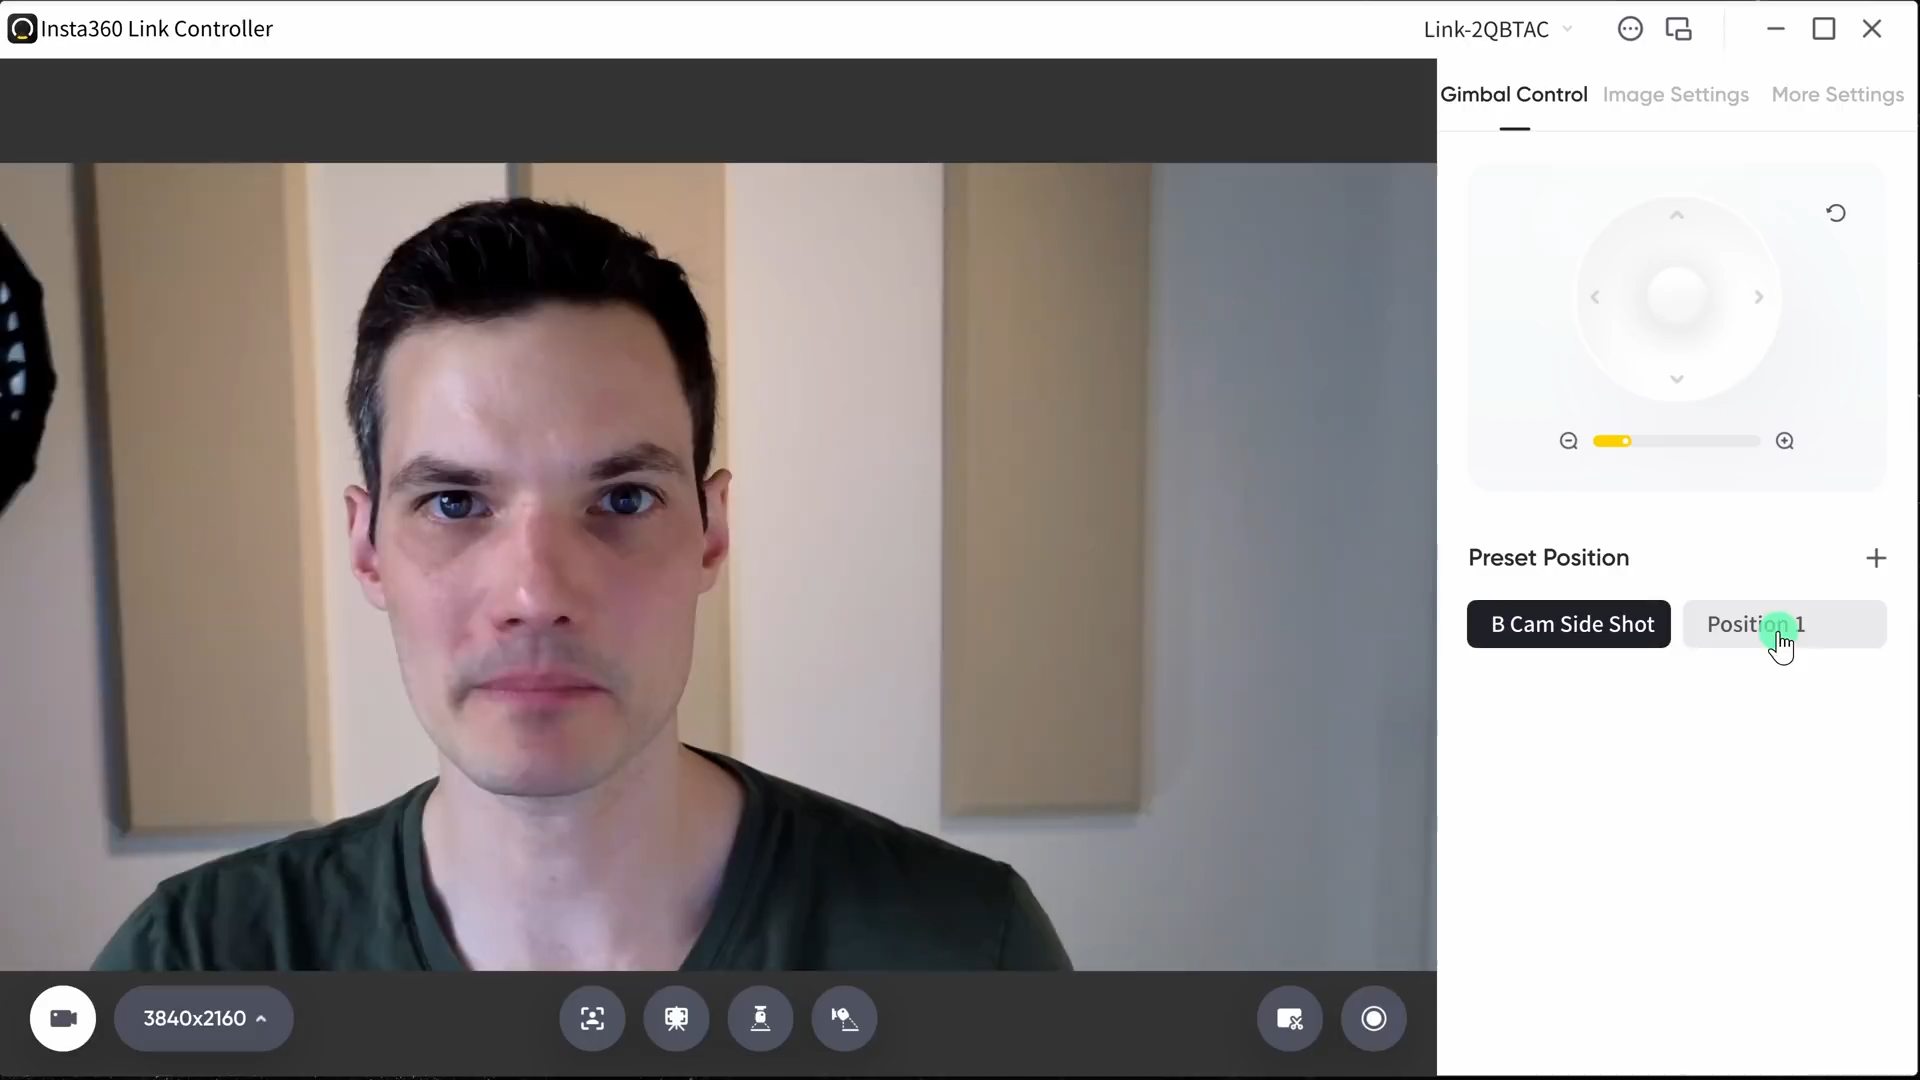 Insta360 Link Controller
Link-2QBTAC
Gimbal Control Image Settings More Settings
Preset Position
B Cam Side Shot Position 1
3840x2160